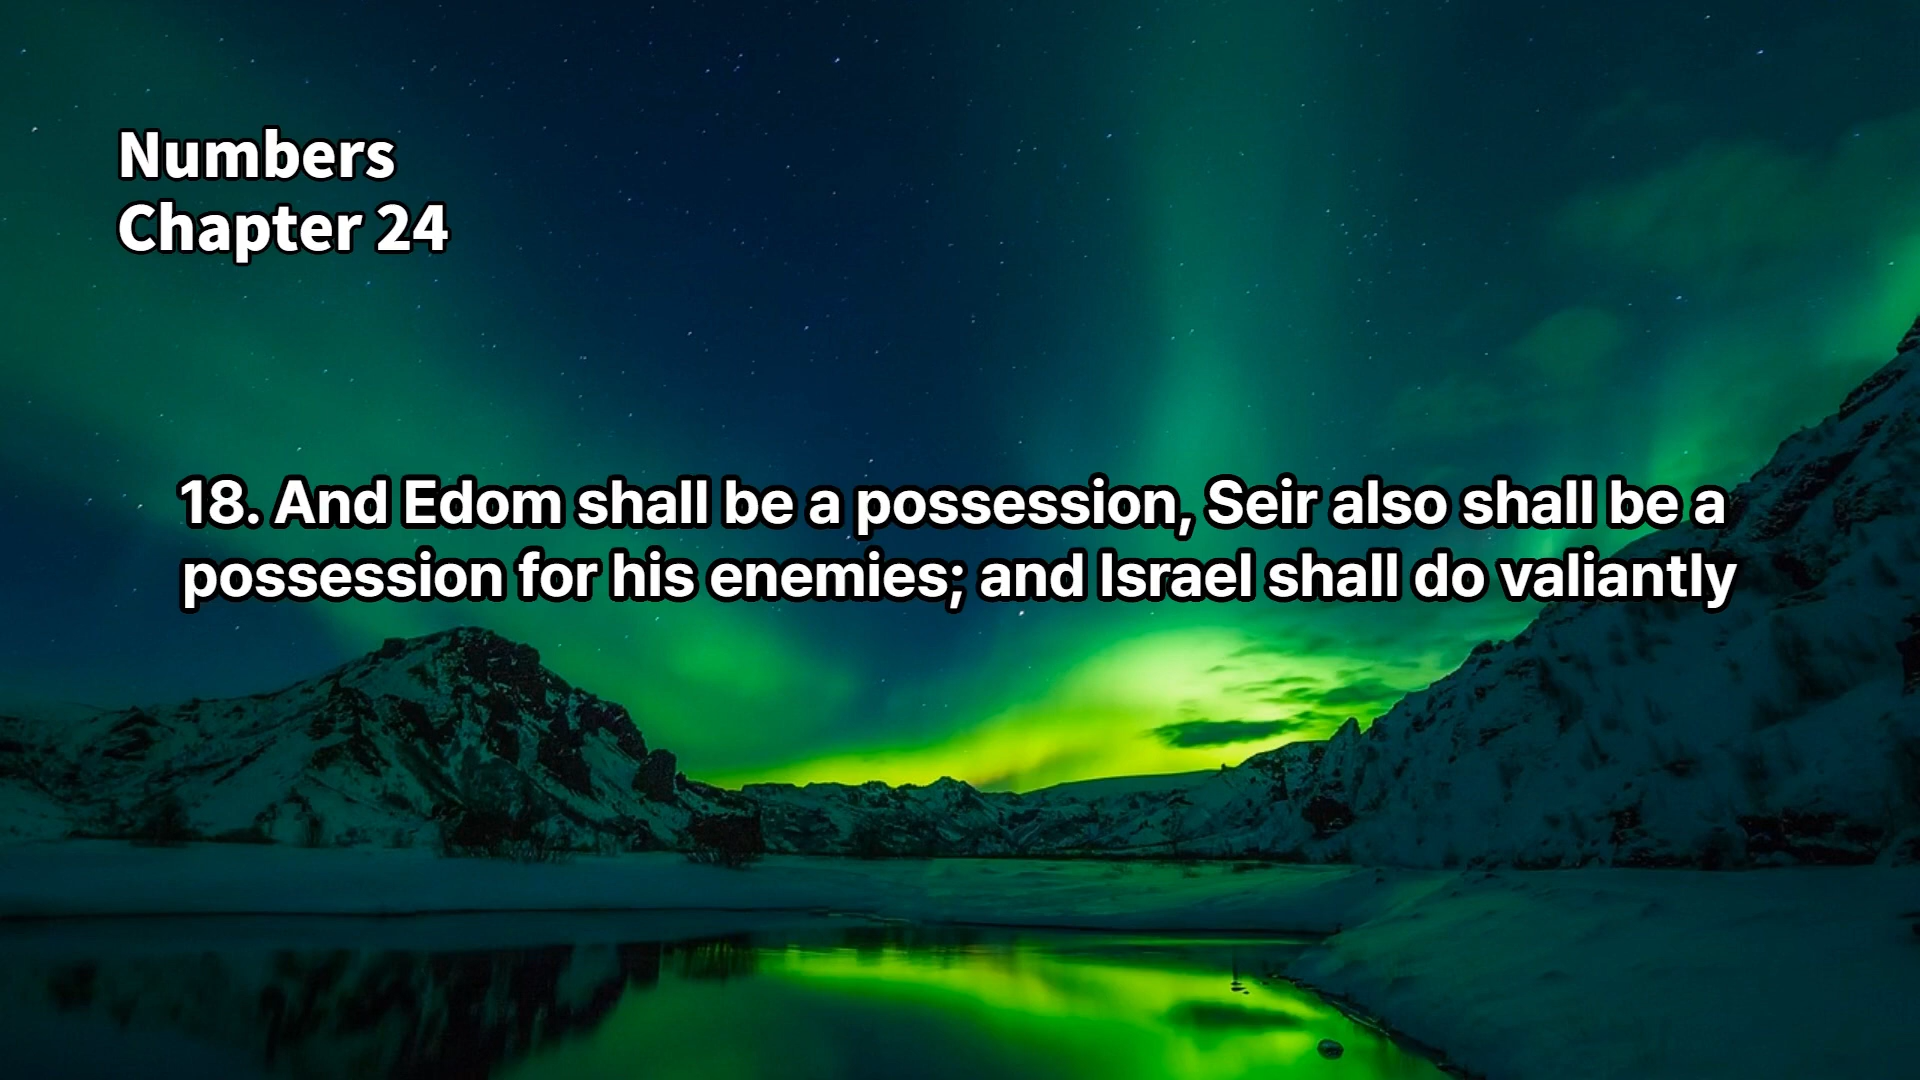 Numbers
Chapter 24
18. And Edom shall be a possession, Seir also shall be a
possession for his enemies; and Israel shall do valiantly